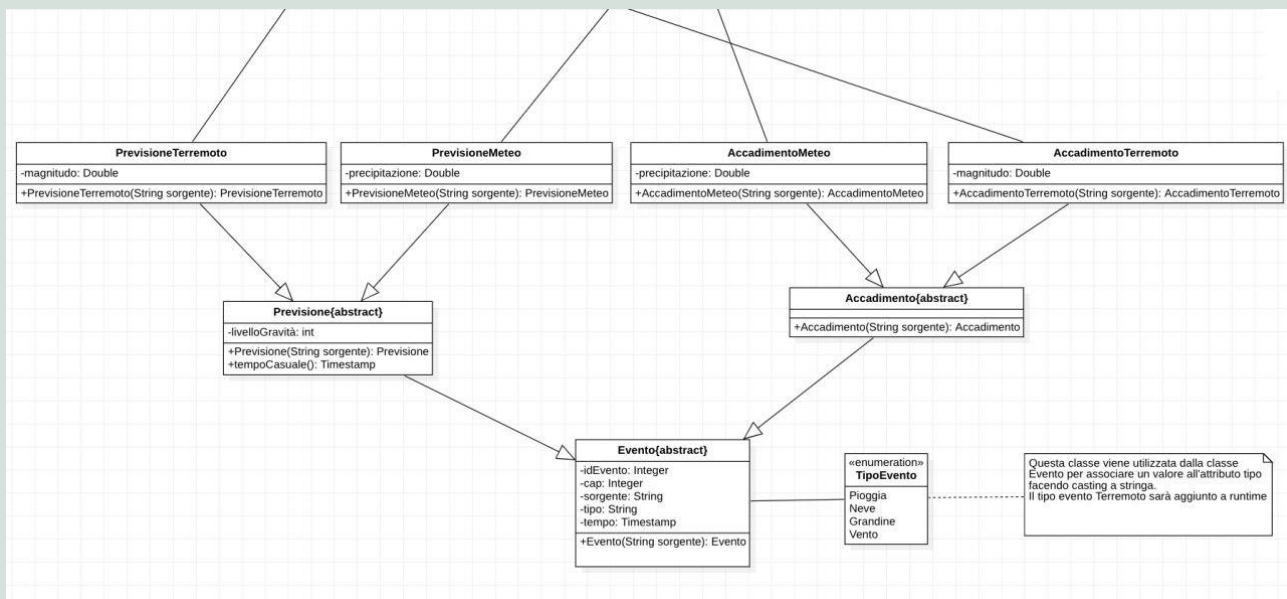 PrevisioneTerremoto
-magnitudo: Double
+PrevisioneTerremoto(String sorgente): PrevisioneTerremoto
PrevisioneMeteo
-precipitazione: Double
+PrevisioneMeteo(String sorgente): PrevisioneMeteo
AccadimentoMeteo
-precipitazione: Double
+AccadimentoMeteo(String sorgente): AccadimentoMeteo
AccadimentoTerremoto
-magnitudo: Double
+AccadimentoTerremoto(String sorgente): AccadimentoTerremoto
Previsione{abstract}
-livelloGravità: int
+Previsione(String sorgente): Previsione
+tempoCasuale(): Timestamp
Accadimento{abstract}
+Accadimento(String sorgente): Accadimento
Evento{abstract}
-idEvento: Integer
-cap: Integer
-sorgente: String
-tipo: String
-tempo: Timestamp
+Evento(String sorgente): Evento
«enumeration»
TipoEvento
Pioggia
Neve
Grandine
Vento
Questa classe viene utilizzata dalla classe
Evento per associare un valore all'attributo tipo
facendo casting a stringa.
Il tipo evento Terremoto sarà aggiunto a runtime